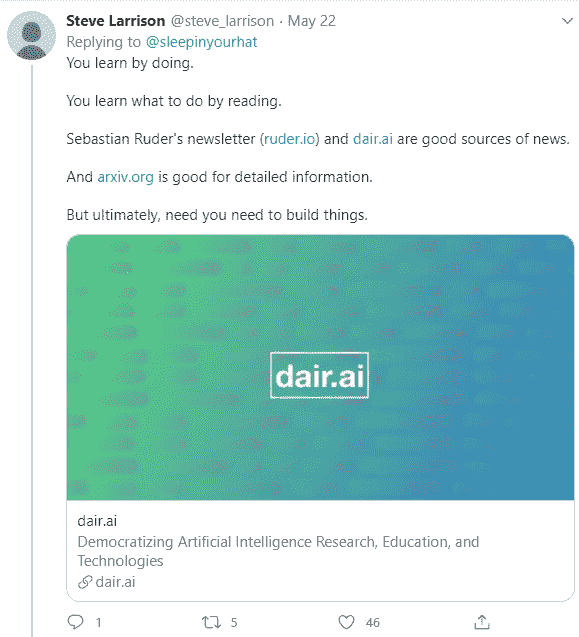 Steve Larrison @steve_larrison · May 22
Replying to @sleepinyourhat
You learn by doing.
You learn what to do by reading.
Sebastian Ruder's newsletter (ruder.io) and dair.ai are good sources of news.
And arxiv.org is good for detailed information.
But ultimately, need you need to build things.
dair.ai
dair.ai
Democratizing Artificial Intelligence Research, Education, and
Technologies
dair.ai
1 5 46